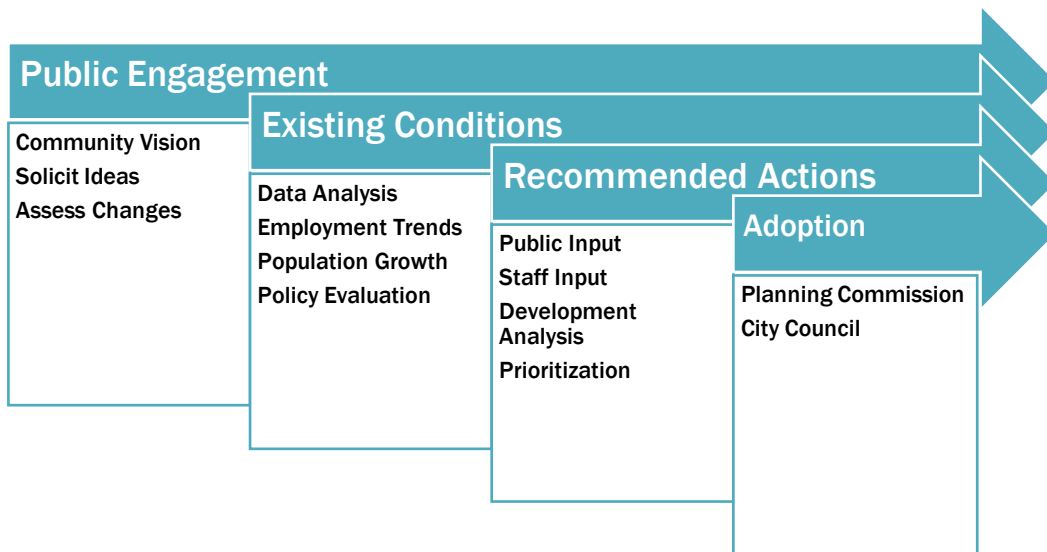 Public Engagement
Community Vision
Solicit Ideas
Assess Changes
Existing Conditions
Data Analysis
Employment Trends
Population Growth
Policy Evaluation
Recommended Actions
Public Input
Staff Input
Development
Analysis
Prioritization
Adoption
Planning Commission
City Council